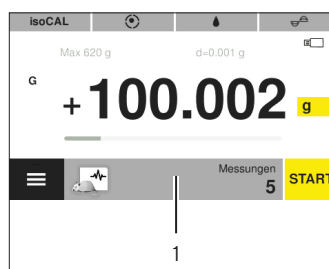 isoCAL
Max 620 g d=0.001 g
G
+100.002 g
Messungen
5
START
1